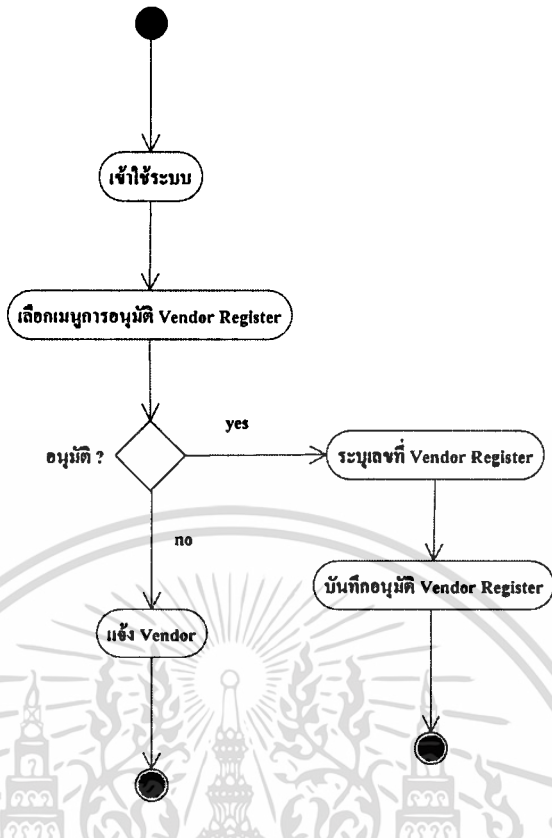 เข้าใช้ระบบ
เลือกเมนูการอนุมัติ Vendor Register
อนุมัติ ?
yes
ระบุเลขที่ Vendor Register
no
บันทึกอนุมัติ Vendor Register
แจ้ง Vendor